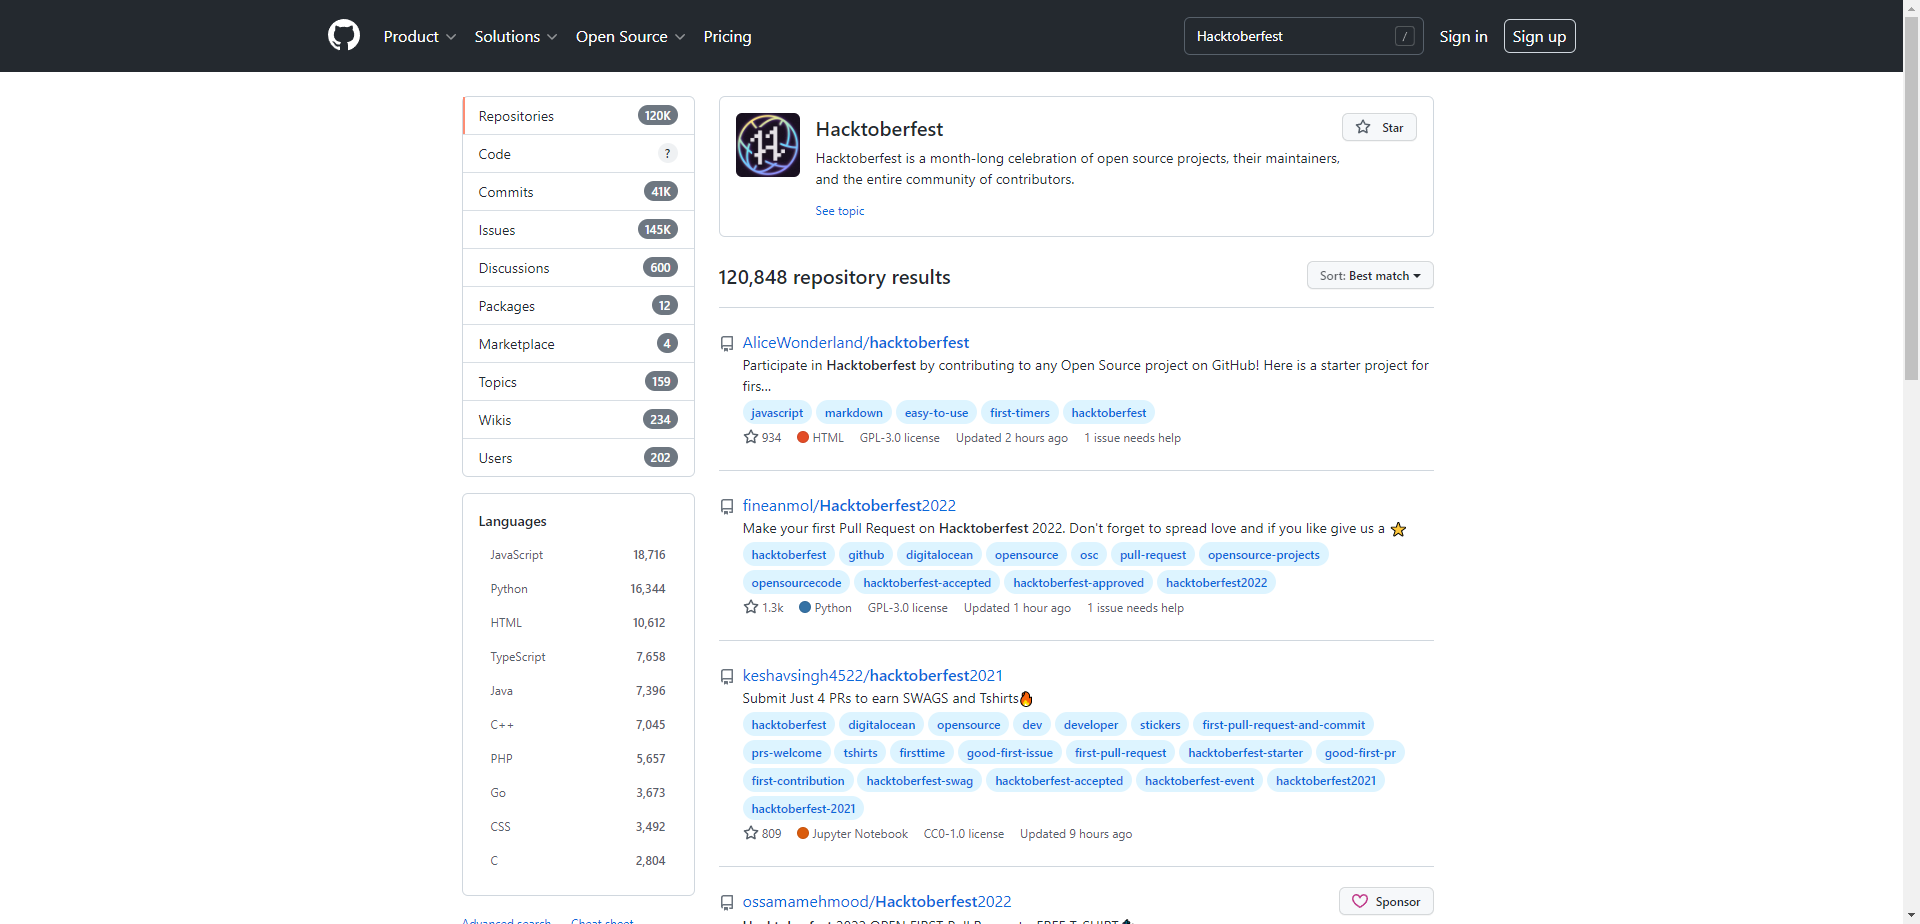 Product Solutions Open Source Pricing Hacktoberfest / Sign in Sign up
Repositories 120K
Code ?
Commits 41K
Issues 145K
Discussions 600
Packages 12
Marketplace 4
Topics 159
Wikis 234
Users 202
Languages
JavaScript 18,716
Python 16,344
HTML 10,612
TypeScript 7,658
Java 7,396
C++ 7,045
PHP 5,657
Go 3,673
CSS 3,492
C 2,804
Advanced search Cheat sheet
Hacktoberfest
Star
Hacktoberfest is a month-long celebration of open source projects, their maintainers,
and the entire community of contributors.
See topic
120,848 repository results
Sort: Best match
AliceWonderland/hacktoberfest
Participate in Hacktoberfest by contributing to any Open Source project on GitHub! Here is a starter project for
firs...
javascript markdown easy-to-use first-timers hacktoberfest
934 HTML GPL-3.0 license Updated 2 hours ago 1 issue needs help
fineanmol/Hacktoberfest2022
Make your first Pull Request on Hacktoberfest 2022. Don't forget to spread love and if you like give us a ⭐
hacktoberfest github digitalocean opensource osc pull-request opensource-projects
opensourcecode hacktoberfest-accepted hacktoberfest-approved hacktoberfest2022
1.3k Python GPL-3.0 license Updated 1 hour ago 1 issue needs help
keshavsingh4522/hacktoberfest2021
Submit Just 4 PRs to earn SWAGS and Tshirts🔥
hacktoberfest digitalocean opensource dev developer stickers first-pull-request-and-commit
prs-welcome tshirts firsttime good-first-issue first-pull-request hacktoberfest-starter good-first-pr
first-contribution hacktoberfest-swag hacktoberfest-accepted hacktoberfest-event hacktoberfest2021
hacktoberfest-2021
809 Jupyter Notebook CC0-1.0 license Updated 9 hours ago
ossamamehmood/Hacktoberfest2022
Sponsor
Hacktoberfest 2022 OPEN FIRST Pull Request - FREE T-SHIRT